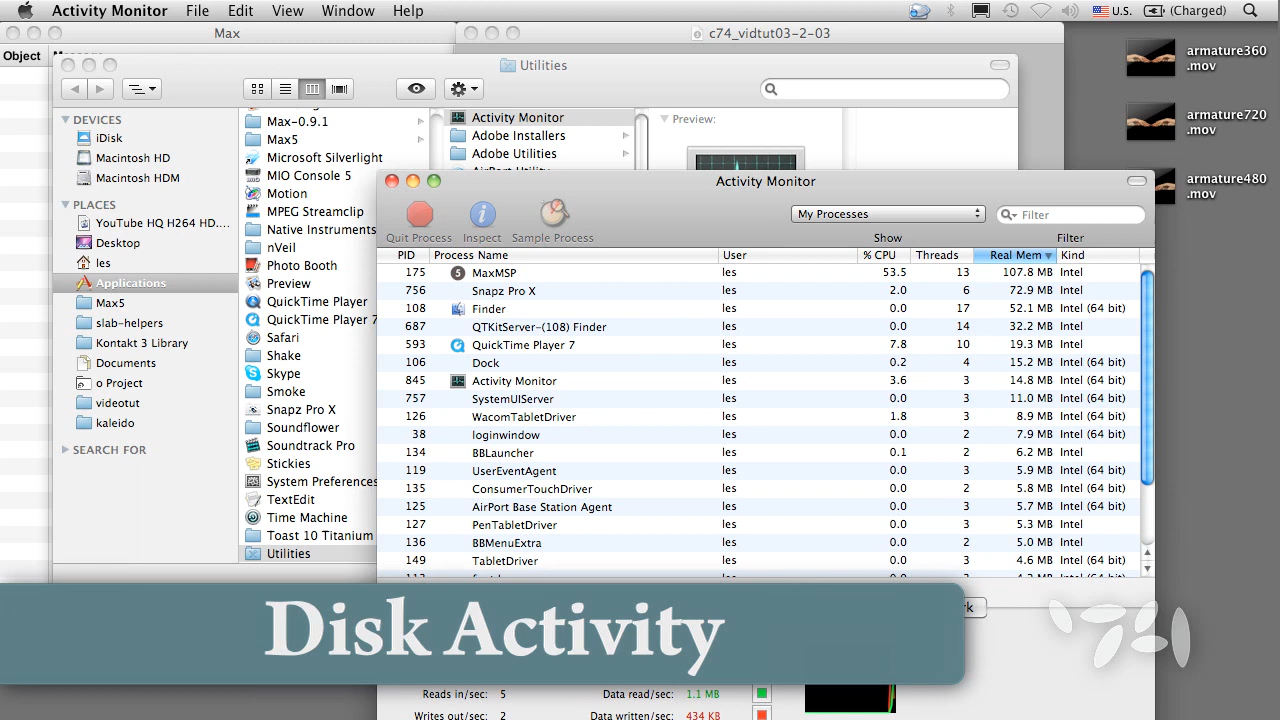 Activity Monitor File Edit View Window Help U.S. (Charged)
Max
c74_vidtut03-2-03
Object
Utilities
DEVICES
iDisk
Macintosh HD
Macintosh HDM
PLACES
YouTube HQ H264 HD....
Desktop
les
Applications
Max5
slab-helpers
Kontakt 3 Library
Documents
o Project
videotut
kaleido
SEARCH FOR
Max-0.9.1
Max5
Microsoft Silverlight
MIO Console 5
Motion
MPEG Streamclip
Native Instruments
nVeil
Photo Booth
Preview
QuickTime Player
QuickTime Player 7
Safari
Shake
Skype
Smoke
Snapz Pro X
Soundflower
Soundtrack Pro
Stickies
System Preferences
TextEdit
Time Machine
Toast 10 Titanium
Utilities
Activity Monitor
Adobe Installers
Adobe Utilities
Preview:
armature360
.mov
armature720
.mov
armature480
.mov
Activity Monitor
Quit Process Inspect Sample Process
My Processes
Show
Filter
Filter
PID Process Name User % CPU Threads Real Mem Kind
175 5 MaxMSP les 53.5 13 107.8 MB Intel
756 Snapz Pro X les 2.0 6 72.9 MB Intel
108 Finder les 0.0 17 52.1 MB Intel (64 bit)
687 QTKitServer-(108) Finder les 0.0 14 32.2 MB Intel
593 QuickTime Player 7 les 7.8 10 19.3 MB Intel
106 Dock les 0.2 4 15.2 MB Intel (64 bit)
845 Activity Monitor les 3.6 3 14.8 MB Intel (64 bit)
757 SystemUIServer les 0.0 3 11.0 MB Intel (64 bit)
126 WacomTabletDriver les 1.8 3 8.9 MB Intel (64 bit)
38 loginwindow les 0.0 2 7.9 MB Intel (64 bit)
134 BBLauncher les 0.1 2 6.2 MB Intel
119 UserEventAgent les 0.0 3 5.9 MB Intel (64 bit)
135 ConsumerTouchDriver les 0.0 2 5.8 MB Intel (64 bit)
125 AirPort Base Station Agent les 0.0 3 5.7 MB Intel (64 bit)
127 PenTabletDriver les 0.0 3 5.3 MB Intel
136 BBMenuExtra les 0.0 2 5.0 MB Intel
149 TabletDriver les 0.0 3 4.6 MB Intel (64 bit)
Disk Activity
Reads in/sec: 5 Data read/sec: 1.1 MB
Writes out/sec: 2 Data written/sec: 434 KB